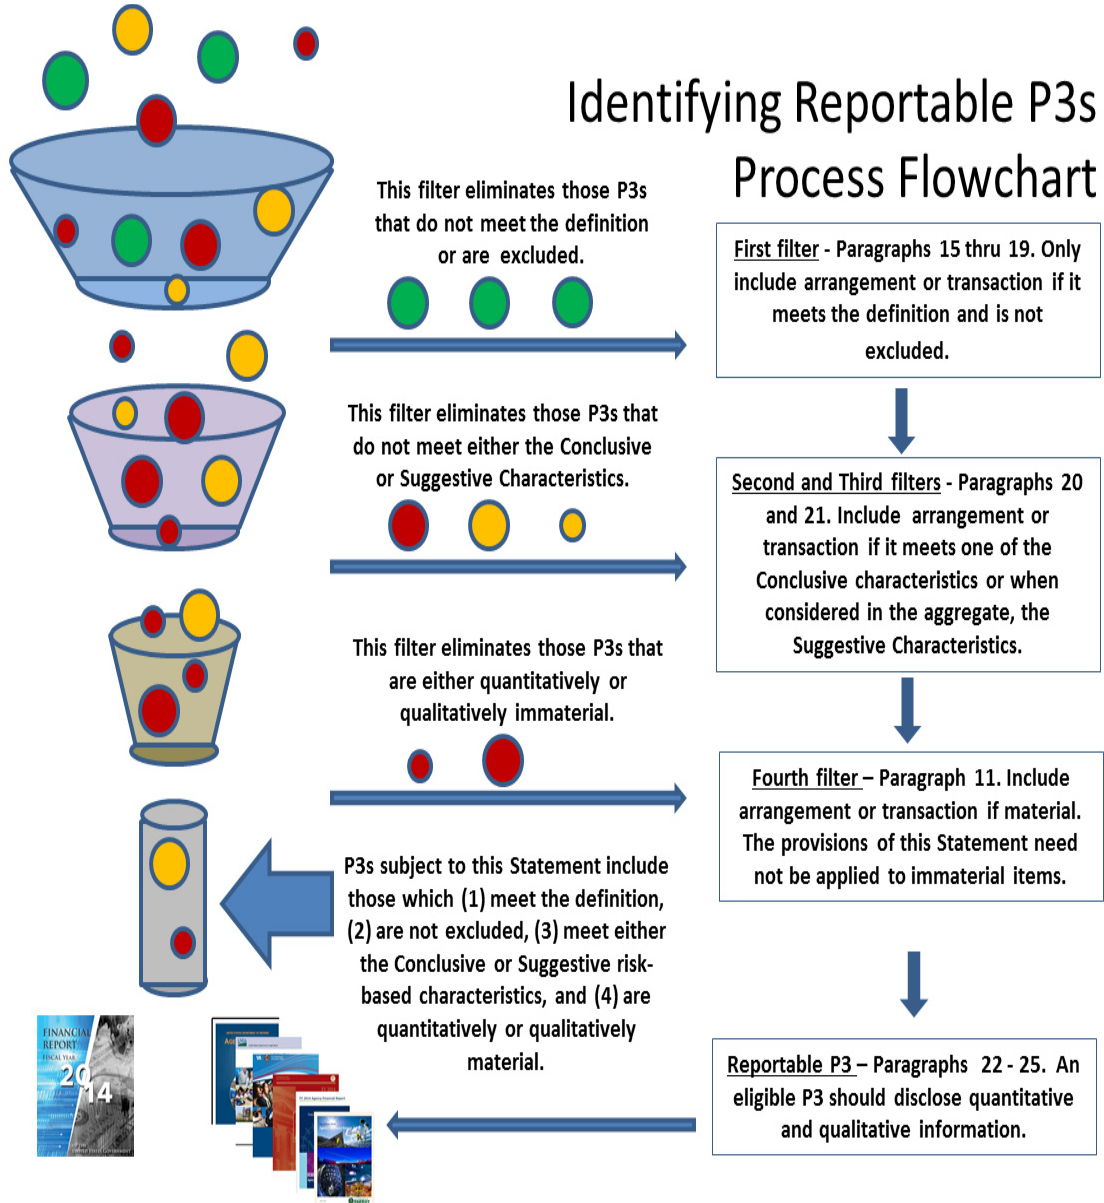 Identifying Reportable P3s
Process Flowchart
This filter eliminates those P3s
that do not meet the definition
or are excluded.
First filter - Paragraphs 15 thru 19. Only
include arrangement or transaction if it
meets the definition and is not
excluded.
This filter eliminates those P3s that
do not meet either the Conclusive
or Suggestive Characteristics.
Second and Third filters - Paragraphs 20
and 21. Include arrangement or
transaction if it meets one of the
Conclusive characteristics or when
considered in the aggregate, the
Suggestive Characteristics.
This filter eliminates those P3s that
are either quantitatively or
qualitatively immaterial.
Fourth filter – Paragraph 11. Include
arrangement or transaction if material.
The provisions of this Statement need
not be applied to immaterial items.
P3s subject to this Statement include
those which (1) meet the definition,
(2) are not excluded, (3) meet either
the Conclusive or Suggestive risk-
based characteristics, and (4) are
quantitatively or qualitatively
material.
Reportable P3 – Paragraphs 22 - 25. An
eligible P3 should disclose quantitative
and qualitative information.
FINANCIAL
REPORT
FISCAL YEAR
20
14